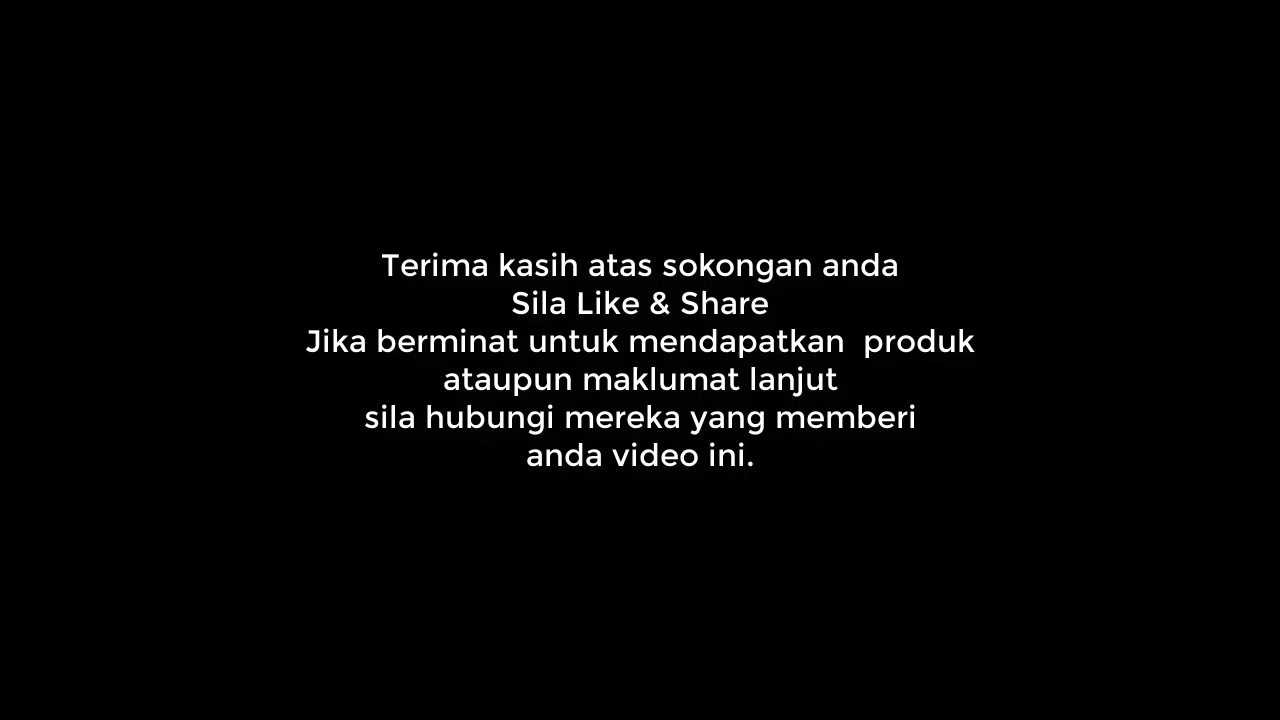 Terima kasih atas sokongan anda
Sila Like & Share
Jika berminat untuk mendapatkan  produk
ataupun maklumat lanjut
sila hubungi mereka yang memberi
anda video ini.